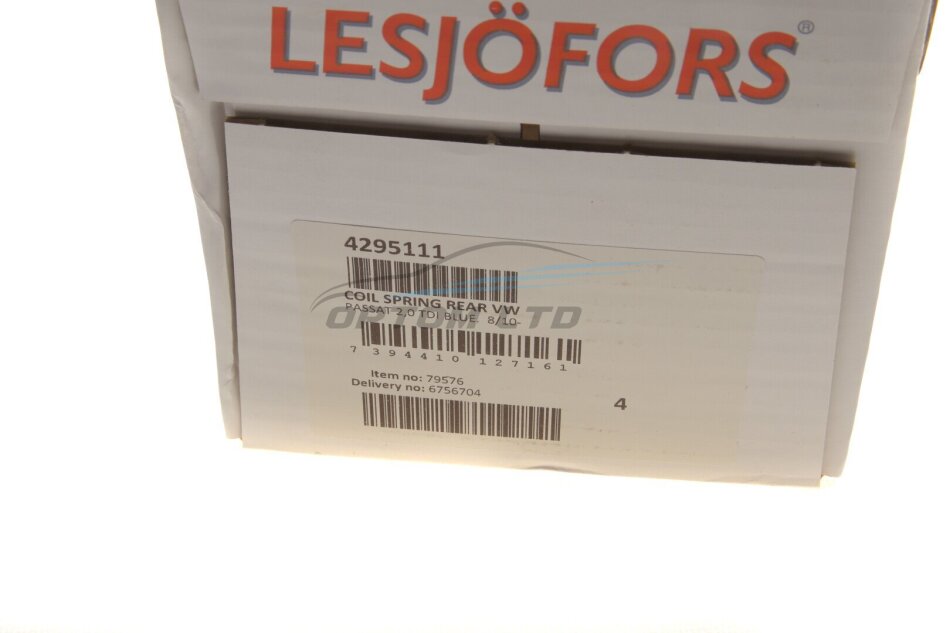 LESJÖFORS®
4295111
COIL SPRING REAR VW
PASSAT 2,0 TDI BLUE. 8/10-
ORTUM LTD
7 394410 127161
Item no: 79576
Delivery no: 6756704
4